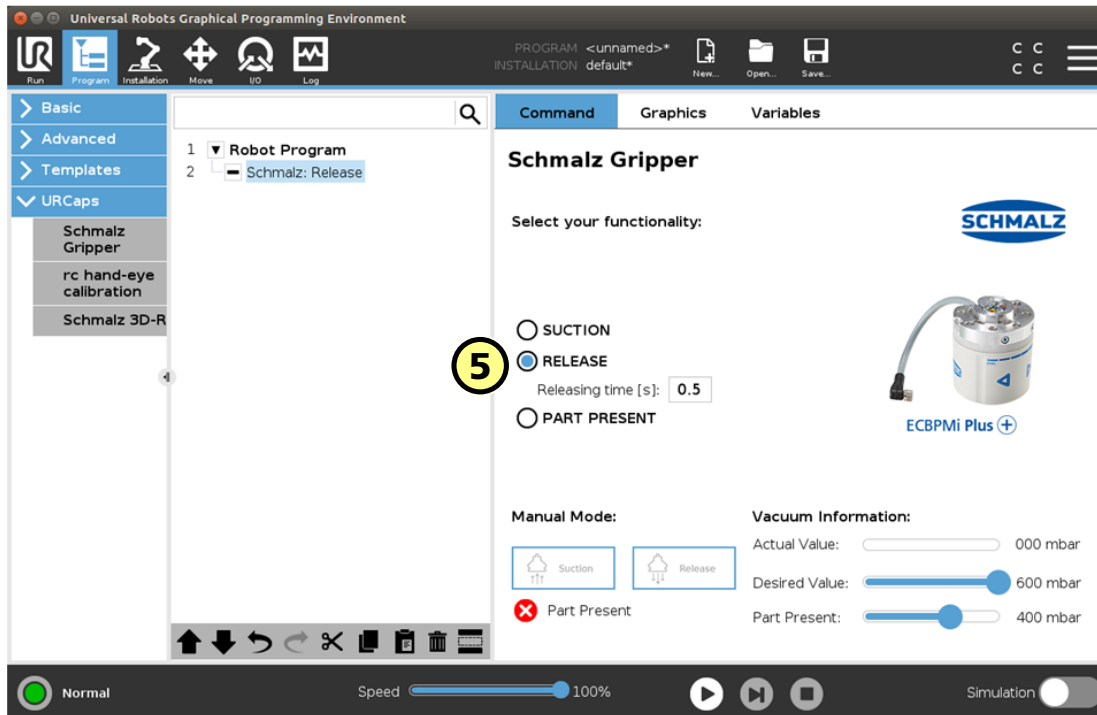 Universal Robots Graphical Programming Environment
UR
Run
Program
Installation
Move
I/O
Log
PROGRAM <unnamed>*
INSTALLATION default*
New...
Open...
Save...
C C
C C
Basic
Advanced
Templates
URCaps
Schmalz
Gripper
rc hand-eye
calibration
Schmalz 3D-R
1 Robot Program
2 Schmalz: Release
Command Graphics Variables
Schmalz Gripper
Select your functionality:
SCHMALZ
SUCTION
5
RELEASE
Releasing time [s]: 0.5
PART PRESENT
ECBPMi Plus +
Manual Mode:
Suction
Release
Part Present
Vacuum Information:
Actual Value: 000 mbar
Desired Value: 600 mbar
Part Present: 400 mbar
Normal
Speed 100%
Simulation